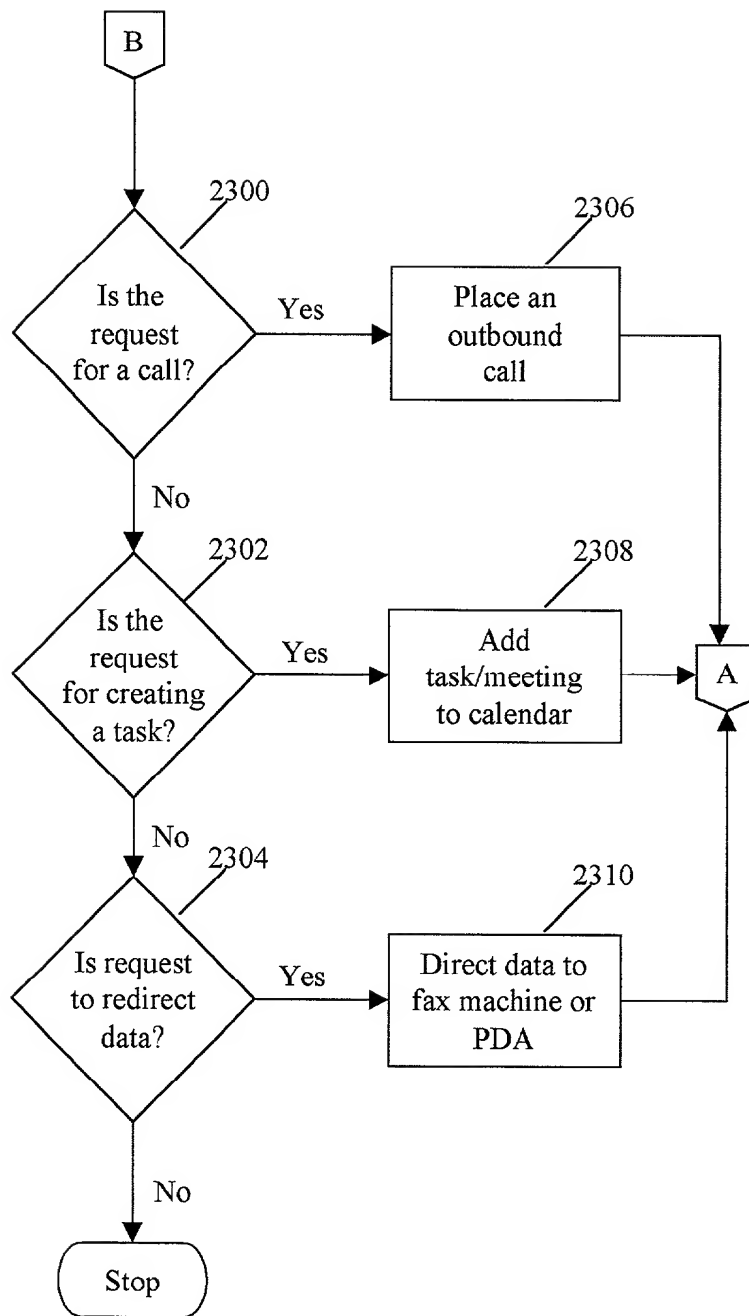 B
2300
Is the
request
for a call?
Yes
2306
Place an
outbound
call
No
2302
Is the
request
for creating
a task?
Yes
2308
Add
task/meeting
to calendar
A
No
2304
Is request
to redirect
data?
Yes
2310
Direct data to
fax machine or
PDA
No
Stop